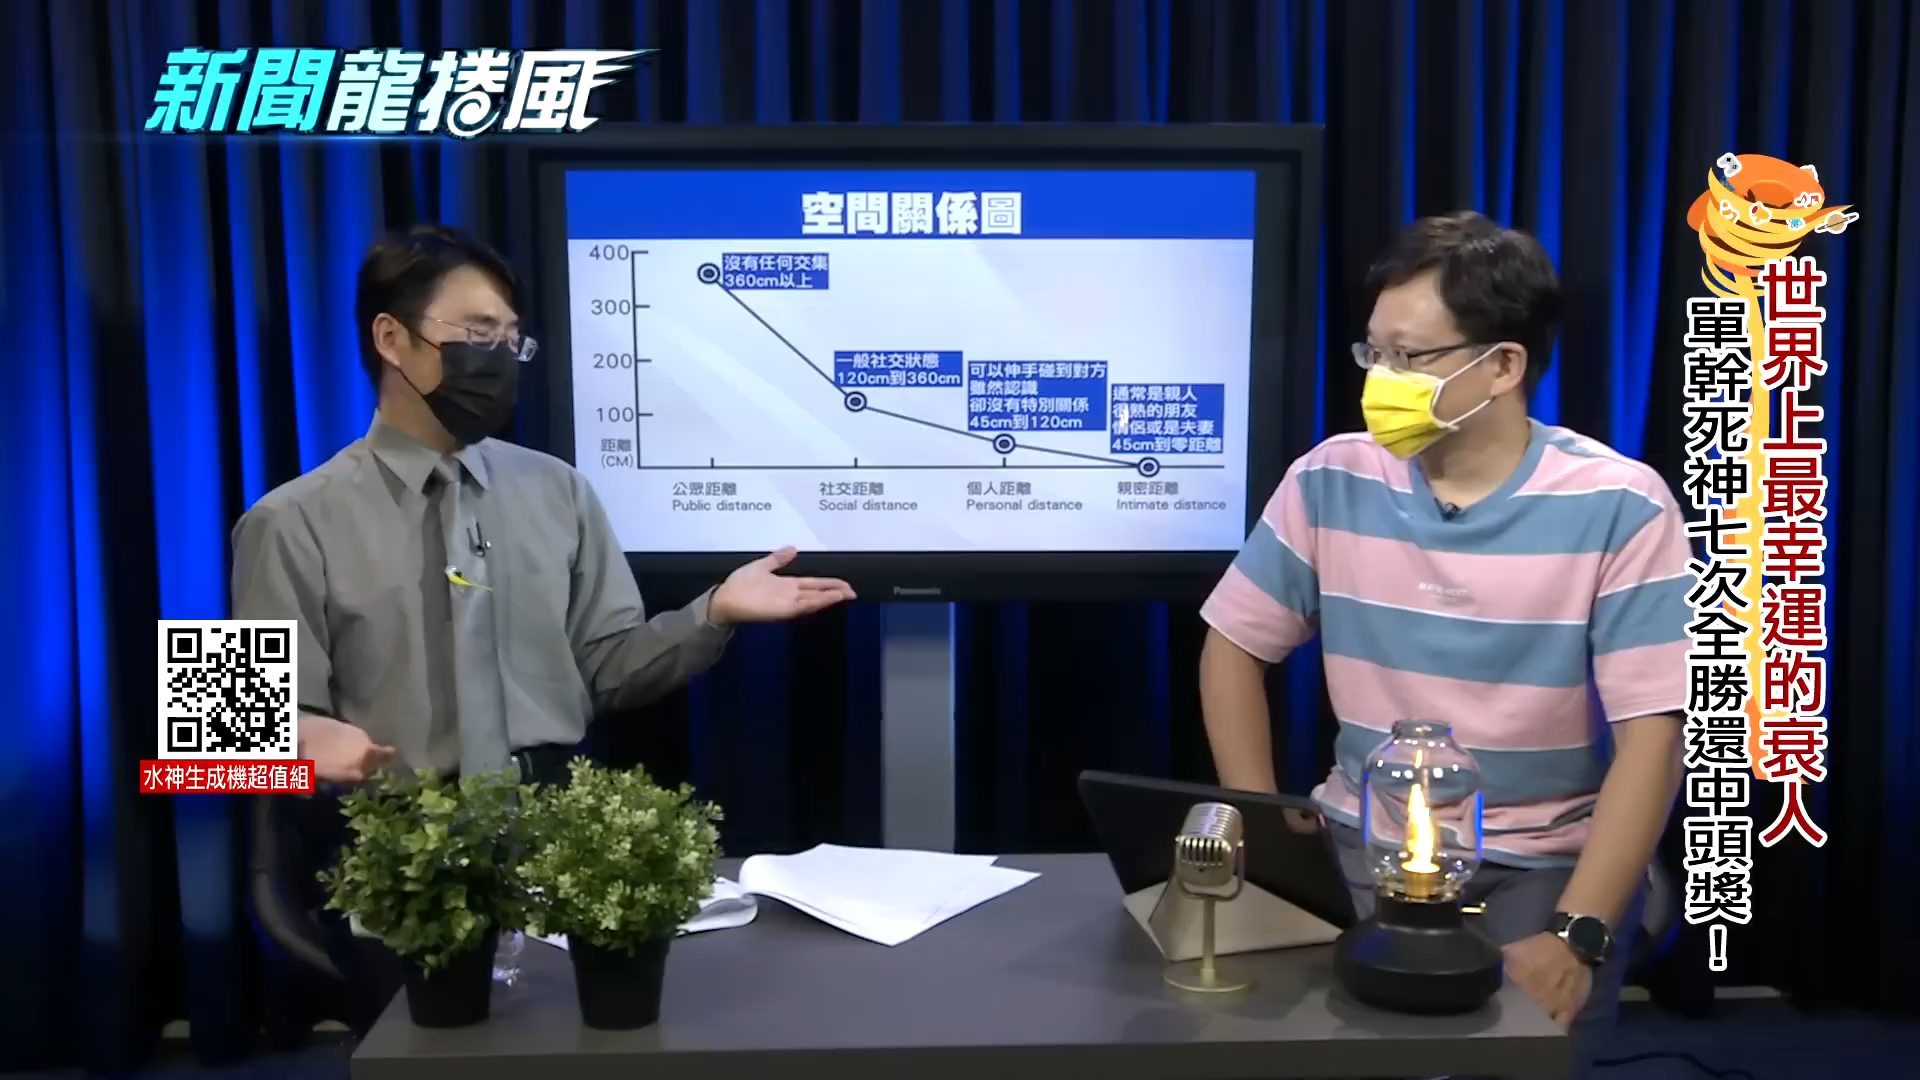 新聞龍捲風
空間關係圖
400
300
200
100
距離
(CM)
沒有任何交集
360cm以上
一般社交狀態
120cm到360cm
可以伸手碰到對方
雖然認識
卻沒有特別關係
45cm到120cm
通常是親人
很熟的朋友
情侶或是夫妻
45cm到零距離
公眾距離
Public distance
社交距離
Social distance
個人距離
Personal distance
親密距離
Intimate distance
Panasonic
世界上最幸運的衰人
單幹死神七次全勝還中頭獎！
水神生成機超值組